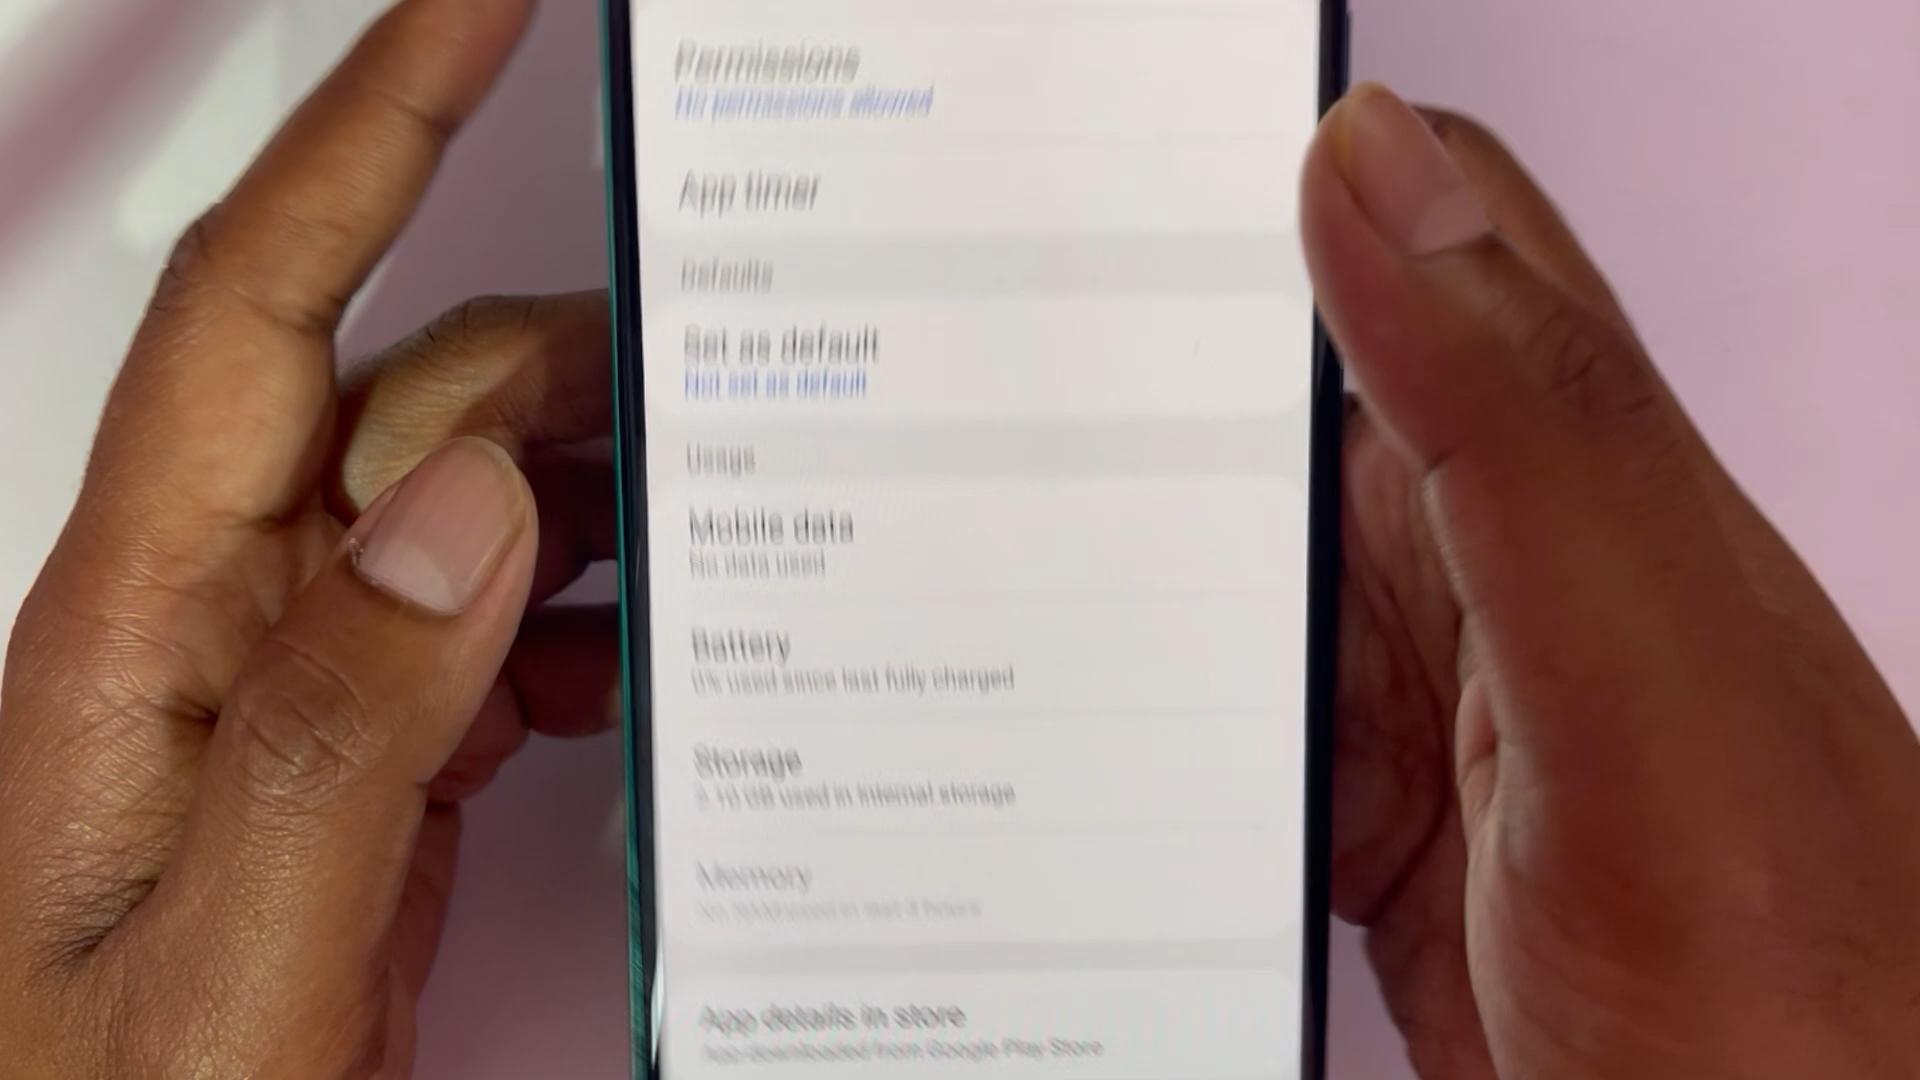 Permissions
No permissions allowed
App timer
Defaults
Set as default
Not set as default
Usage
Mobile data
No data used
Battery
0% used since last fully charged
Storage
GB used in Internal storage
Memory
No RAM used in last 3 hours
App details in store
App downloaded from Google Play Store